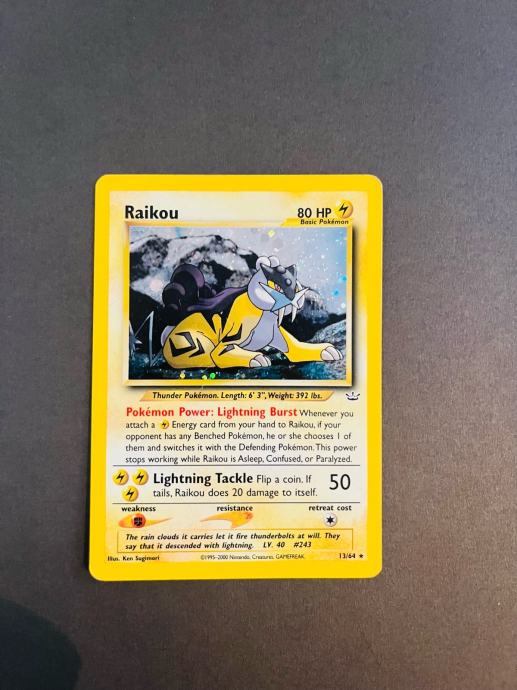 Raikou 80 HP
Basic Pokémon
Thunder Pokémon. Length: 6' 3", Weight: 392 lbs.
Pokémon Power: Lightning Burst Whenever you
attach a Energy card from your hand to Raikou, if your
opponent has any Benched Pokémon, he or she chooses 1 of
them and switches it with the Defending Pokémon. This power
stops working while Raikou is Asleep, Confused, or Paralyzed.
Lightning Tackle Flip a coin. If 50
tails, Raikou does 20 damage to itself.
weakness resistance retreat cost
The rain clouds it carries let it fire thunderbolts at will. They
say that it descended with lightning. LV. 40 #243
Illus. Ken Sugimori ©1995-2000 Nintendo, Creatures, GAMEFREAK. 13/64 ★